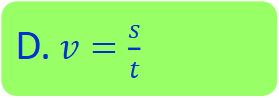 D. v = s/t